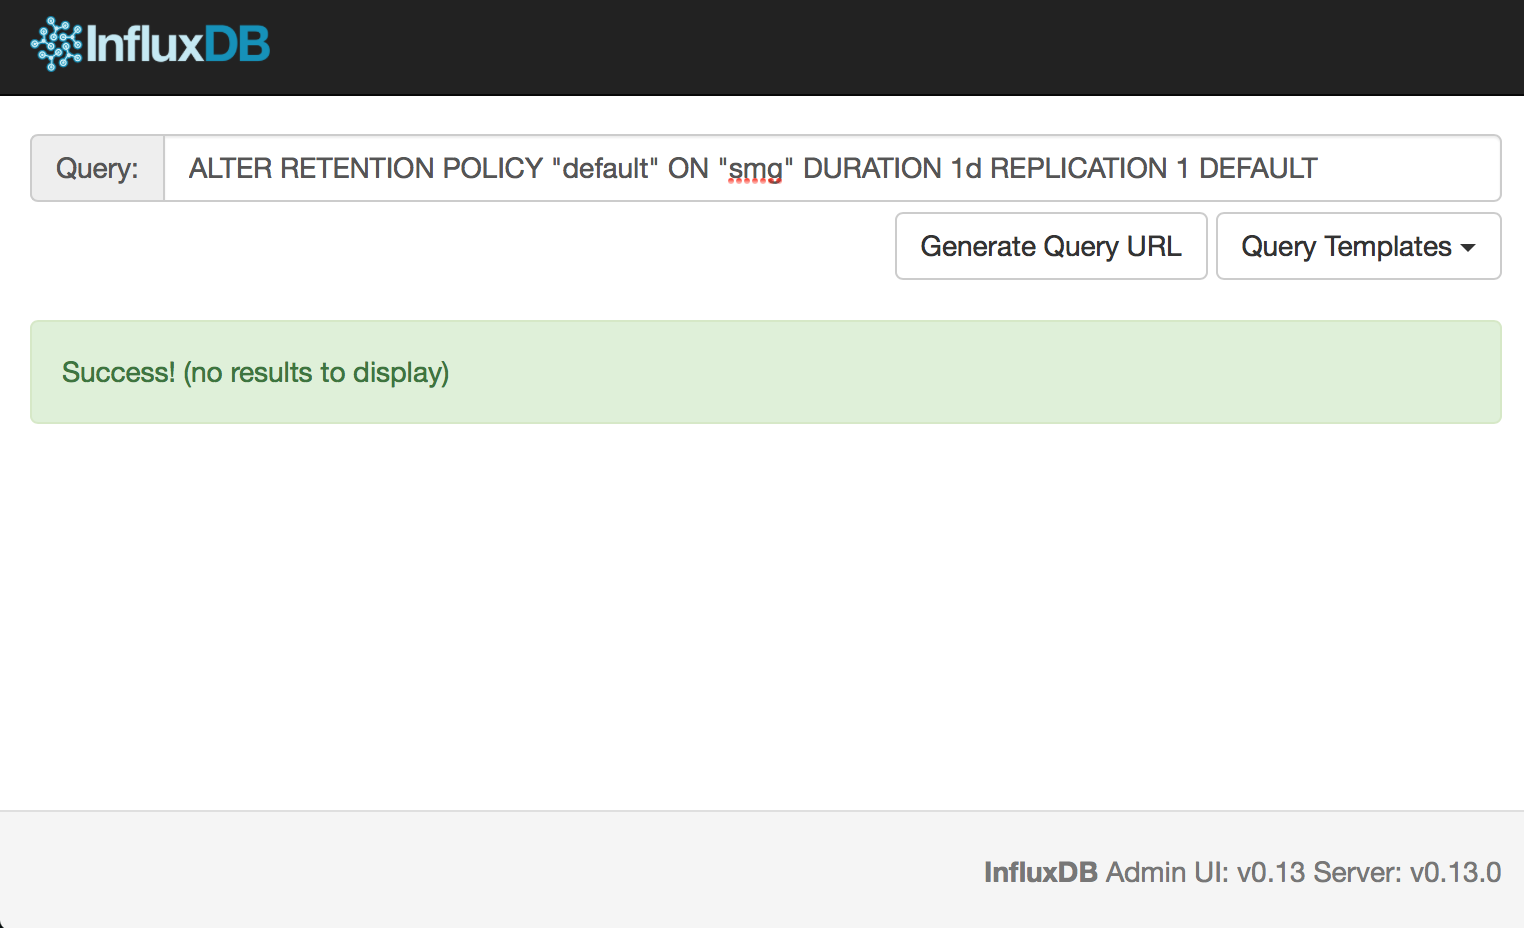 InfluxDB
Query: ALTER RETENTION POLICY "default" ON "smg" DURATION 1d REPLICATION 1 DEFAULT
Generate Query URL Query Templates
Success! (no results to display)
InfluxDB Admin UI: v0.13 Server: v0.13.0